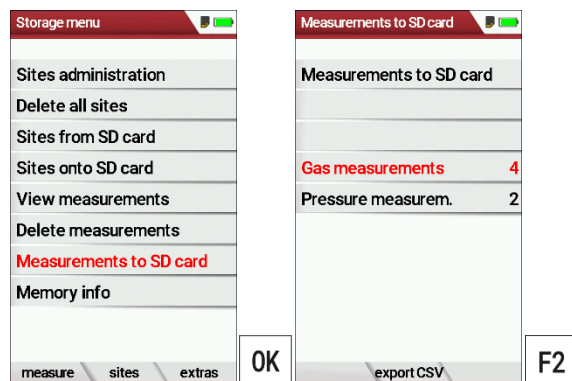 Storage menu
Sites administration
Delete all sites
Sites from SD card
Sites onto SD card
View measurements
Delete measurements
Measurements to SD card
Memory info
measure sites extras
OK
Measurements to SD card
Measurements to SD card
Gas measurements 4
Pressure measurem. 2
export CSV
F2